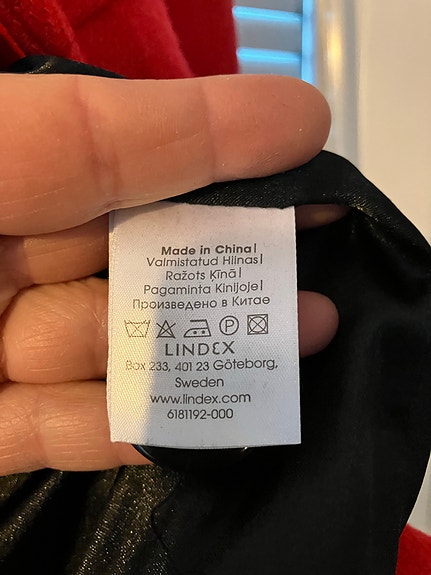 Made in China|
Valmistatud Hiinas|
Ražots Ķīnā|
Pagaminta Kinijoje|
Произведено в Китае
P
LINDEX
Box 233, 401 23 Göteborg,
Sweden
www.lindex.com
6181192-000